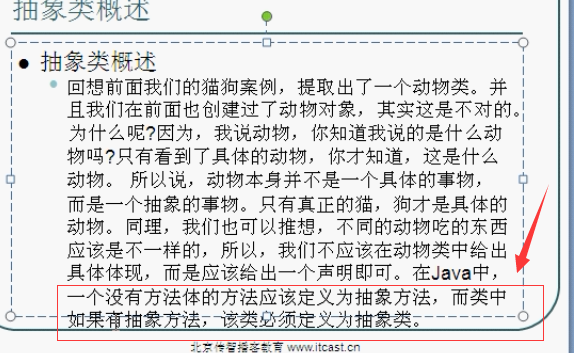 抽象类概述
抽象类概述
回想前面我们的猫狗案例，提取出了一个动物类。并
且我们在前面也创建过了动物对象，其实这是不对的。
为什么呢?因为，我说动物，你知道我说的是什么动
物吗?只有看到了具体的动物，你才知道，这是什么
动物。 所以说，动物本身并不是一个具体的事物，
而是一个抽象的事物。只有真正的猫，狗才是具体的
动物。同理，我们也可以推想，不同的动物吃的东西
应该是不一样的，所以，我们不应该在动物类中给出
具体体现，而是应该给出一个声明即可。在Java中，
一个没有方法体的方法应该定义为抽象方法，而类中
如果有抽象方法，该类必须定义为抽象类。
北京传智播客教育 www.itcast.cn